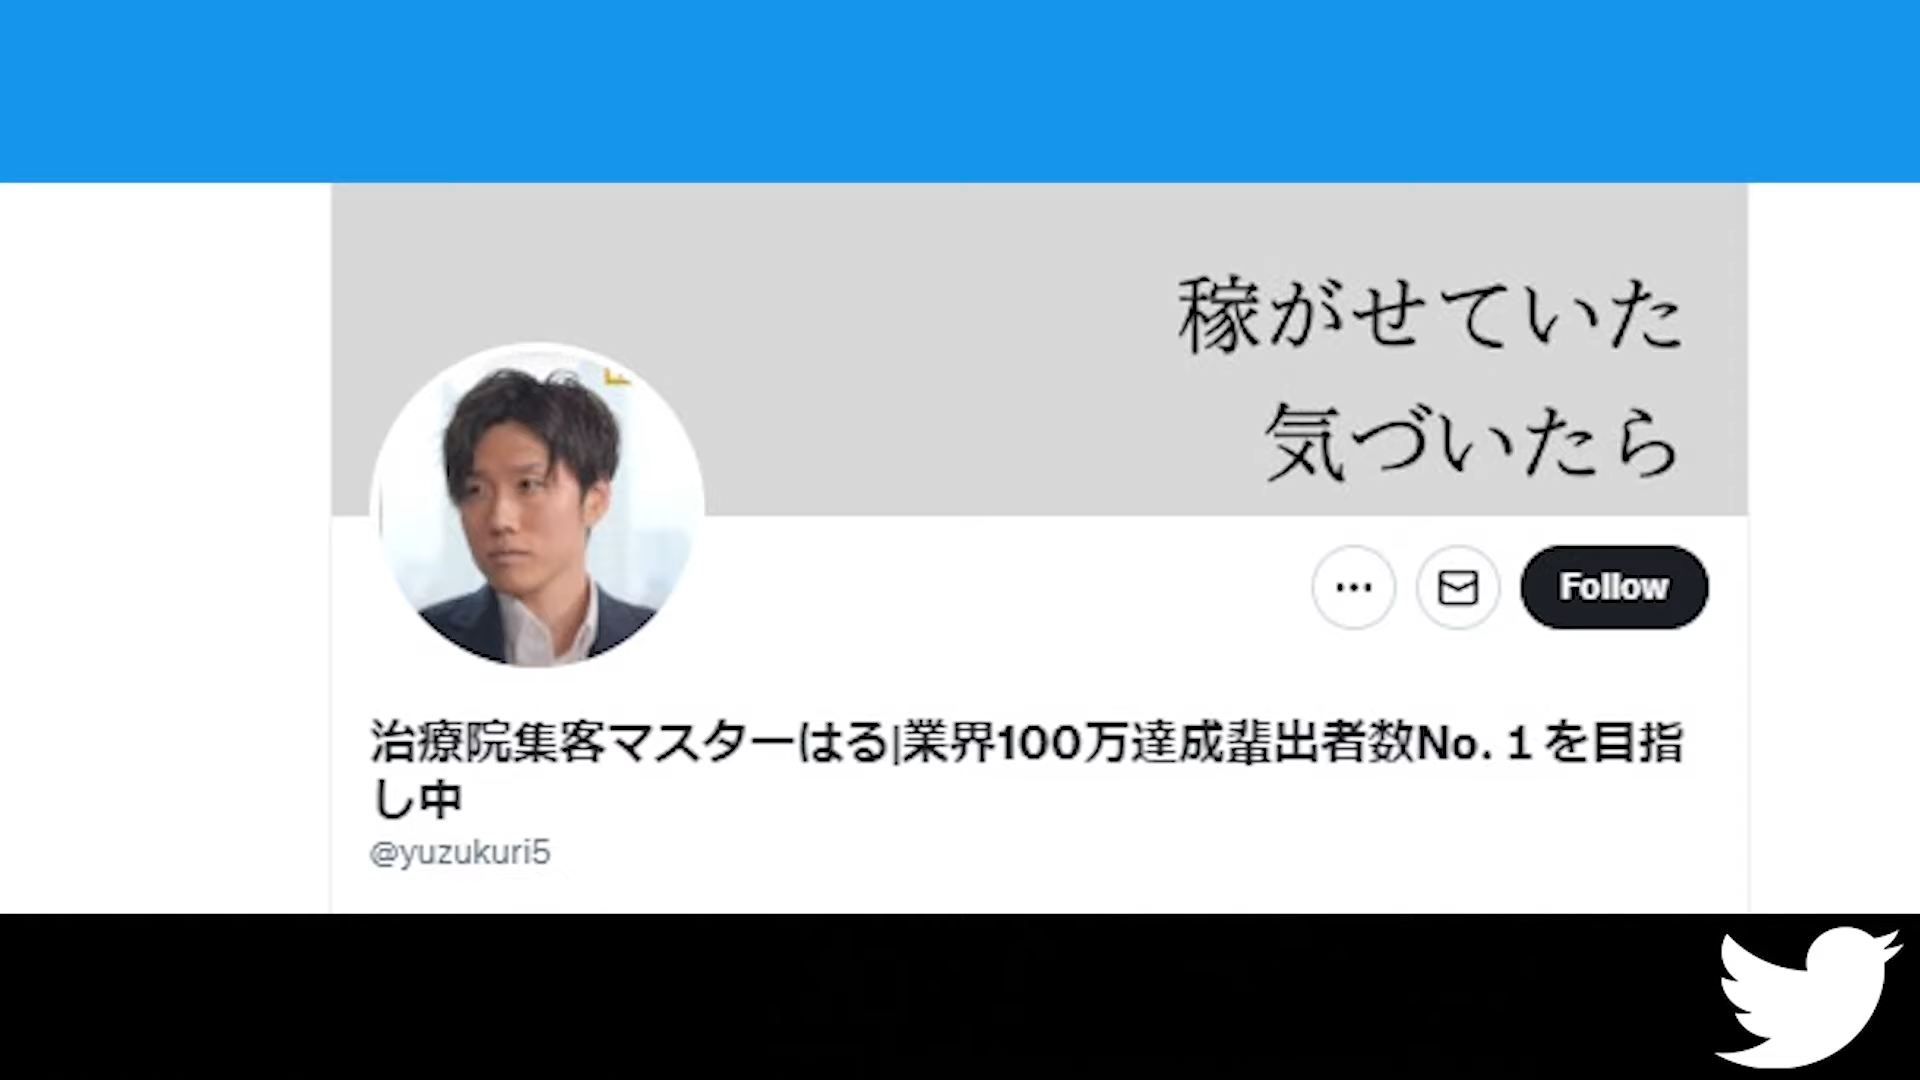 稼がせていた
気づいたら
Follow
治療院集客マスターはる|業界100万達成輩出者数No.１を目指
し中
@yuzukuri5